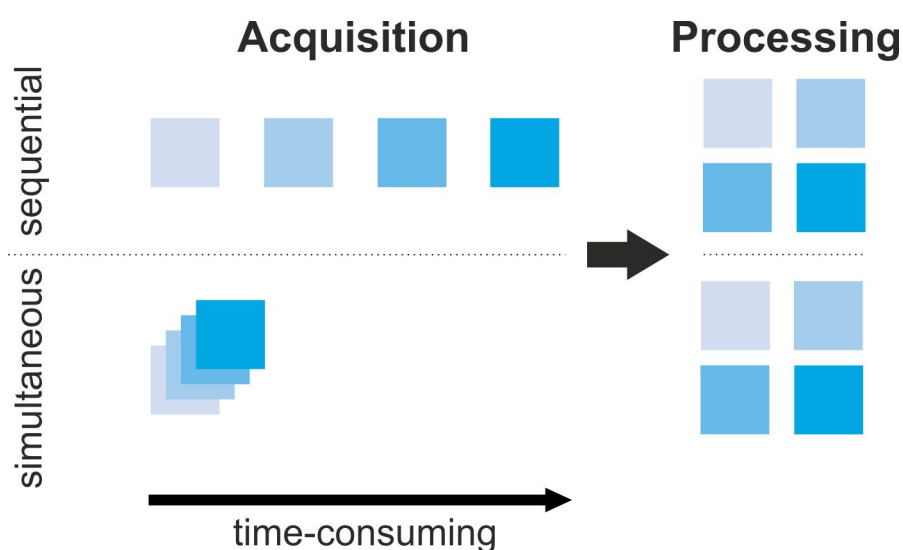 Acquisition
Processing
sequential
simultaneous
time-consuming